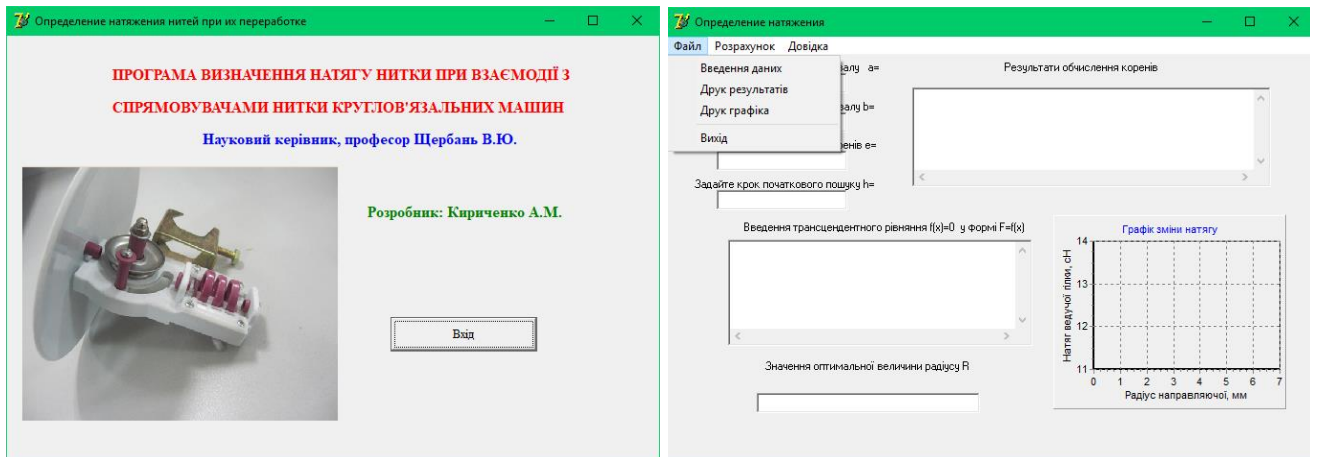 Определение натяжения нитей при их переработке
ПРОГРАМА ВИЗНАЧЕННЯ НАТЯГУ НИТКИ ПРИ ВЗАЄМОДІЇ З
СПРЯМОВУВАЧАМИ НИТКИ КРУГЛОВ'ЯЗАЛЬНИХ МАШИН
Науковий керівник, професор Щербань В.Ю.
Розробник: Кириченко А.М.
Вхід
Определение натяжения
Файл Розрахунок Довідка
Введення даних
Друк результатів
Друк графіка
Вихід
a=
b=
e=
Задайте крок початкового пошуку h=
Результати обчислення коренів
Введення трансцендентного рівняння f(x)=0 у формі F=f(x)
Значення оптимальної величини радіусу R
Графік зміни натягу
Натяг ведучої гілки, сН
14
13
12
11
0 1 2 3 4 5 6 7
Радіус направляючої, мм